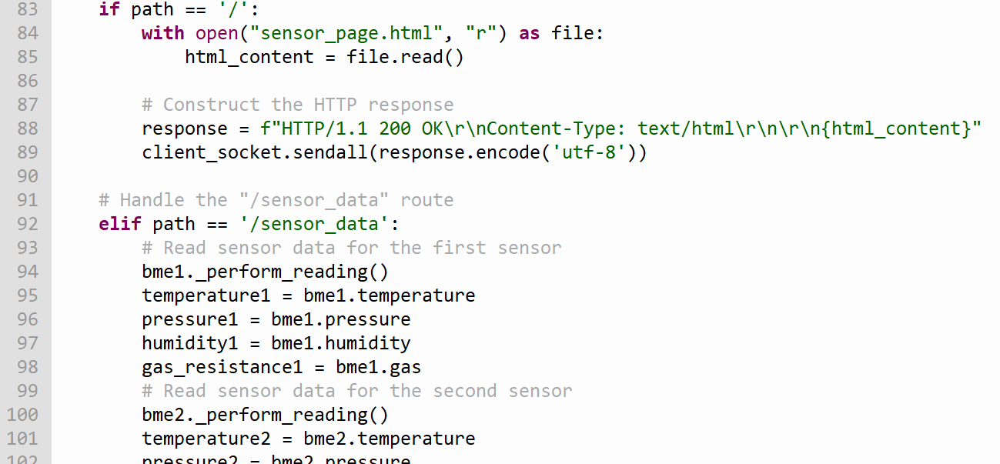 83 if path == '/':
84 with open("sensor_page.html", "r") as file:
85 html_content = file.read()
86
87 # Construct the HTTP response
88 response = f"HTTP/1.1 200 OK\r\nContent-Type: text/html\r\n\r\n{html_content}"
89 client_socket.sendall(response.encode('utf-8'))
90
91 # Handle the "/sensor_data" route
92 elif path == '/sensor_data':
93 # Read sensor data for the first sensor
94 bme1._perform_reading()
95 temperature1 = bme1.temperature
96 pressure1 = bme1.pressure
97 humidity1 = bme1.humidity
98 gas_resistance1 = bme1.gas
99 # Read sensor data for the second sensor
100 bme2._perform_reading()
101 temperature2 = bme2.temperature
102 pressure2 = bme2.pressure